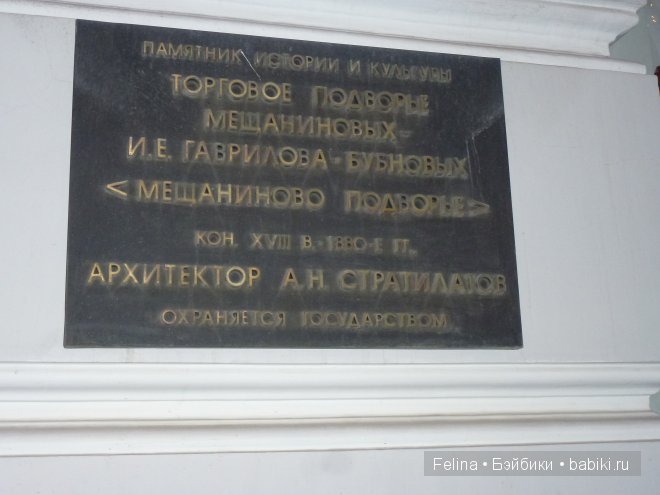 ПАМЯТНИК ИСТОРИИ И КУЛЬТУРЫ
ТОРГОВОЕ ПОДВОРЬЕ
МЕЩАНИНОВЫХ-
И.Е. ГАВРИЛОВА-БУБНОВЫХ
<МЕЩАНИНОВО ПОДВОРЬЕ>
КОН. XVIII В.-1880-Е ГГ.
АРХИТЕКТОР А.Н. СТРАТИЛАТОВ
ОХРАНЯЕТСЯ ГОСУДАРСТВОМ
Felina • Бэйбики • babiki.ru